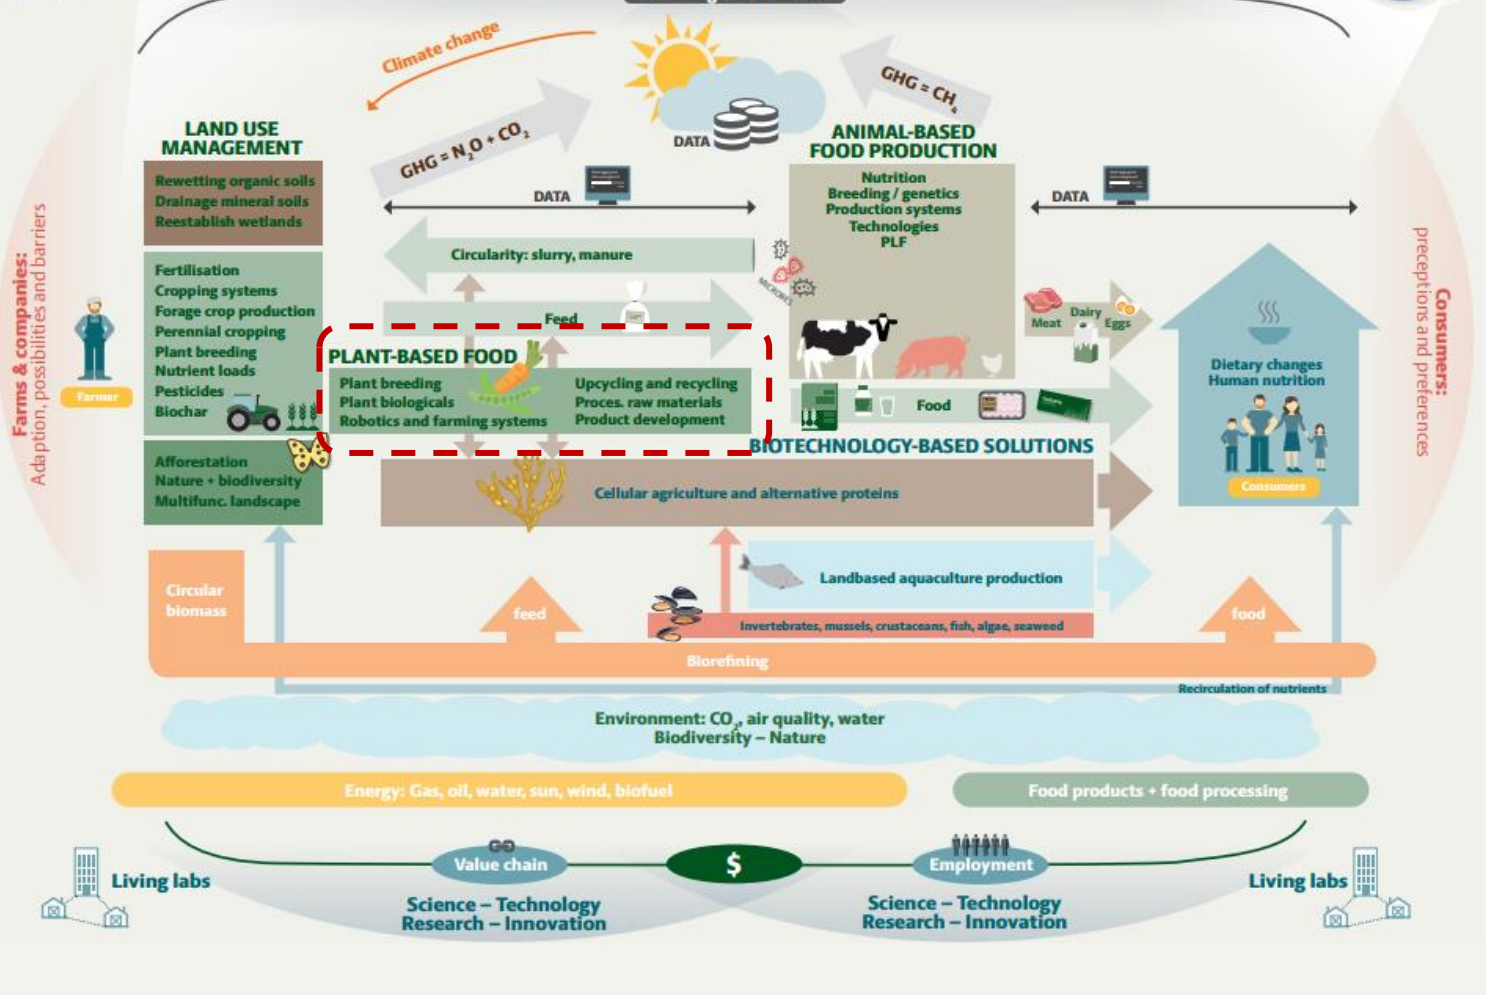 Climate change
GHG = N2O + CO2
GHG = CH4
DATA
LAND USE
MANAGEMENT
Rewetting organic soils
Drainage mineral soils
Reestablish wetlands
Fertilisation
Cropping systems
Forage crop production
Perennial cropping
Plant breeding
Nutrient loads
Pesticides
Biochar
Afforestation
Nature + biodiversity
Multifunc. landscape
Farms & companies:
Adaption, possibilities and barriers
Farmer
DATA
Circularity: slurry, manure
Feed
MICROBES
PLANT-BASED FOOD
Plant breeding
Plant biologicals
Robotics and farming systems
Upcycling and recycling
Proces. raw materials
Product development
ANIMAL-BASED
FOOD PRODUCTION
Nutrition
Breeding / genetics
Production systems
Technologies
PLF
DATA
Meat
Dairy
Eggs
Food
Dietary changes
Human nutrition
Consumers
Consumers:
preceptions and preferences
BIOTECHNOLOGY-BASED SOLUTIONS
Cellular agriculture and alternative proteins
Landbased aquaculture production
Invertebrates, mussels, crustaceans, fish, algae, seaweed
Circular
biomass
feed
food
Biorefining
Recirculation of nutrients
Environment: CO2, air quality, water
Biodiversity – Nature
Energy: Gas, oil, water, sun, wind, biofuel
Food products + food processing
Living labs
Value chain
$
Employment
Living labs
Science – Technology
Research – Innovation
Science – Technology
Research – Innovation